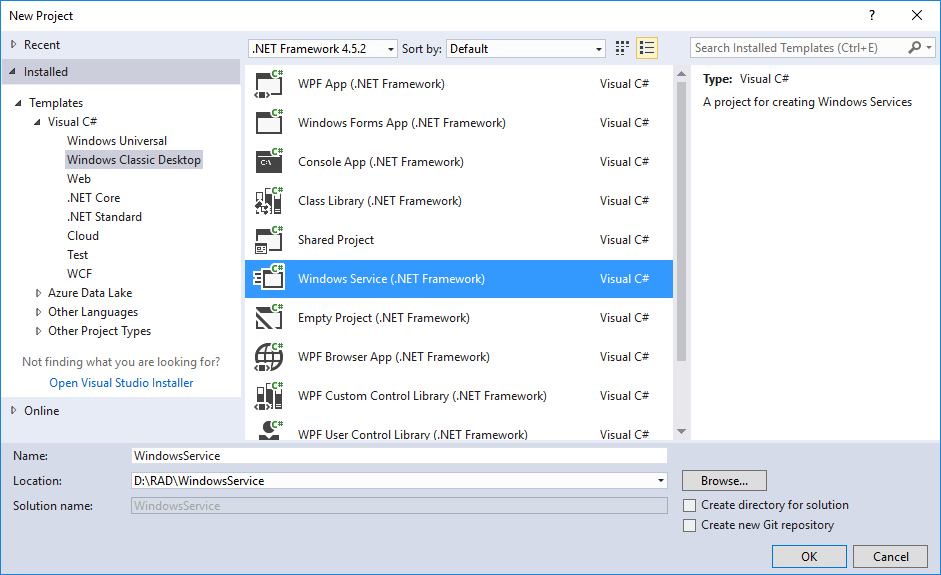 New Project
?
Recent
Installed
Templates
Visual C#
Windows Universal
Windows Classic Desktop
Web
.NET Core
.NET Standard
Cloud
Test
WCF
Azure Data Lake
Other Languages
Other Project Types
Not finding what you are looking for?
Open Visual Studio Installer
Online
.NET Framework 4.5.2 Sort by: Default
C# WPF App (.NET Framework) Visual C#
C# Windows Forms App (.NET Framework) Visual C#
C# C:\ Console App (.NET Framework) Visual C#
C# Class Library (.NET Framework) Visual C#
C# Shared Project Visual C#
C# Windows Service (.NET Framework) Visual C#
C# Empty Project (.NET Framework) Visual C#
C# WPF Browser App (.NET Framework) Visual C#
C# WPF Custom Control Library (.NET Framework) Visual C#
C# WPF User Control Library (.NET Framework) Visual C#
Search Installed Templates (Ctrl+E)
Type: Visual C#
A project for creating Windows Services
Name: WindowsService
Location: D:\RAD\WindowsService Browse...
Solution name: WindowsService
Create directory for solution
Create new Git repository
OK Cancel